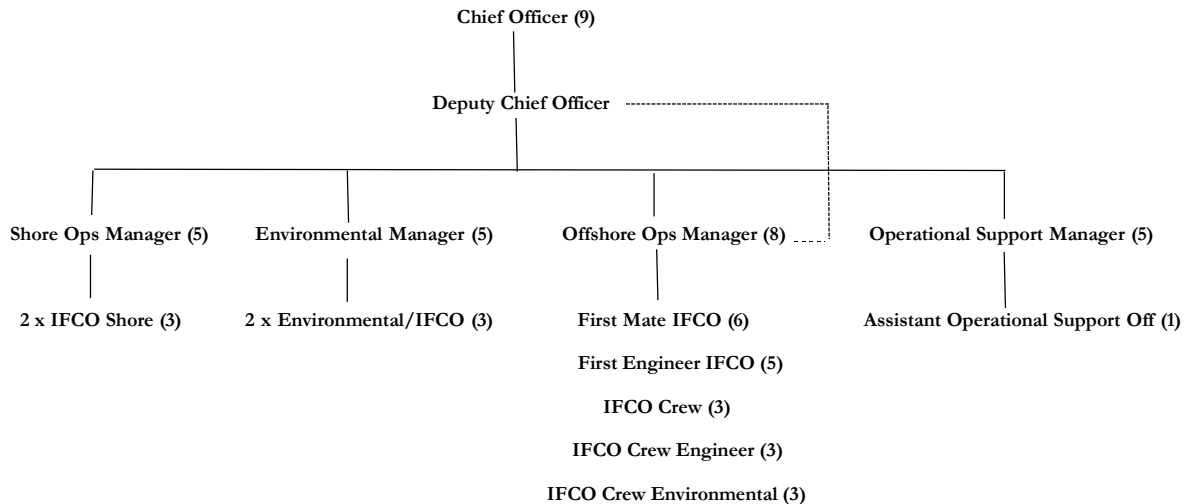 Chief Officer (9)
Deputy Chief Officer
Shore Ops Manager (5)
Environmental Manager (5)
Offshore Ops Manager (8)
Operational Support Manager (5)
2 x IFCO Shore (3)
2 x Environmental/IFCO (3)
First Mate IFCO (6)
Assistant Operational Support Off (1)
First Engineer IFCO (5)
IFCO Crew (3)
IFCO Crew Engineer (3)
IFCO Crew Environmental (3)